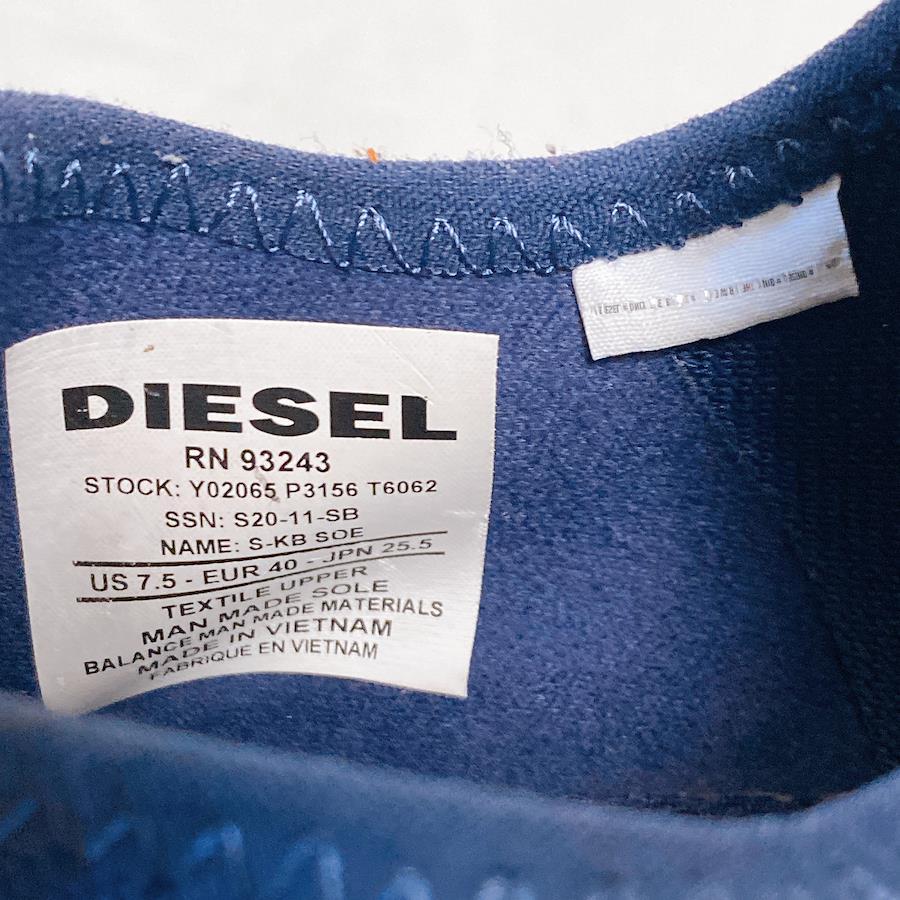 DIESEL
RN 93243
STOCK: Y02065 P3156 T6062
SSN: S20-11-SB
NAME: S-KB SOE
US 7.5 - EUR 40 - JPN 25.5
TEXTILE UPPER
MAN MADE SOLE
BALANCE MAN MADE MATERIALS
MADE IN VIETNAM
FABRIQUE EN VIETNAM